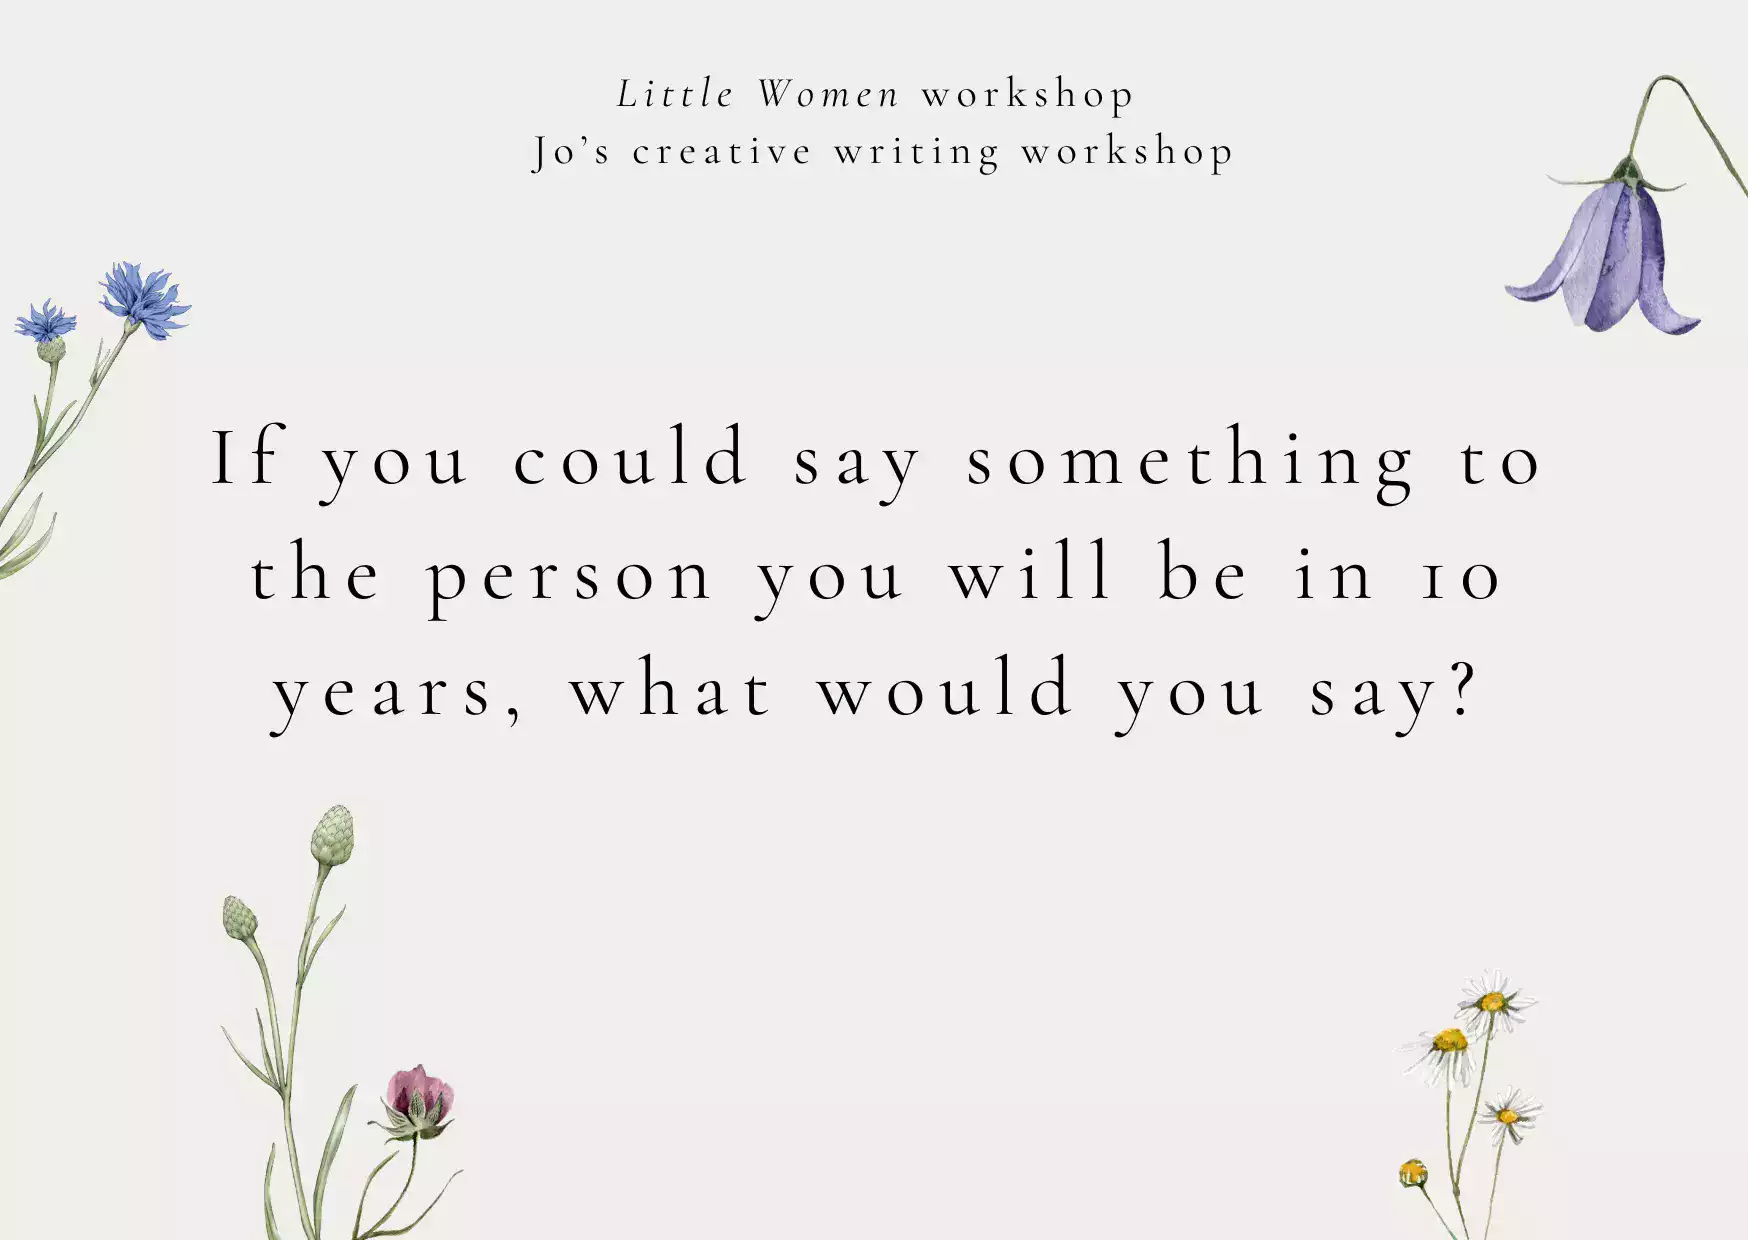 Little Women workshop
Jo’s creative writing workshop
If you could say something to
the person you will be in 10
years, what would you say?